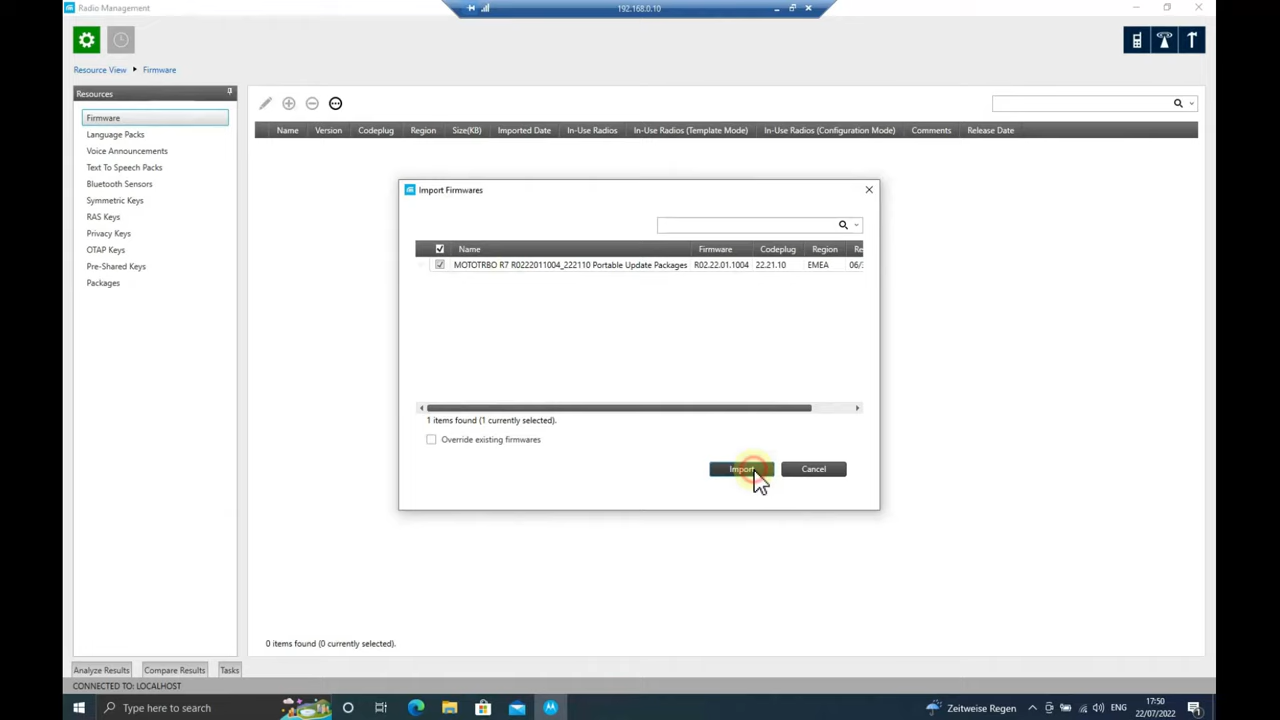 Radio Management
192.168.0.10
Resource View
Firmware
Resources
Firmware
Language Packs
Voice Announcements
Text To Speech Packs
Bluetooth Sensors
Symmetric Keys
RAS Keys
Privacy Keys
OTAP Keys
Pre-Shared Keys
Packages
Name Version Codeplug Region Size(KB) Imported Date In-Use Radios In-Use Radios (Template Mode) In-Use Radios (Configuration Mode) Comments Release Date
Import Firmwares
Name Firmware Codeplug Region Re
MOTOTRBO R7 R0222011004_222110 Portable Update Packages R02.22.01.1004 22.21.10 EMEA 06/
1 items found (1 currently selected).
Override existing firmwares
Import Cancel
0 items found (0 currently selected).
Analyze Results Compare Results Tasks
CONNECTED TO: LOCALHOST
Type here to search
Zeitweise Regen
ENG
17:50
22/07/2022
1